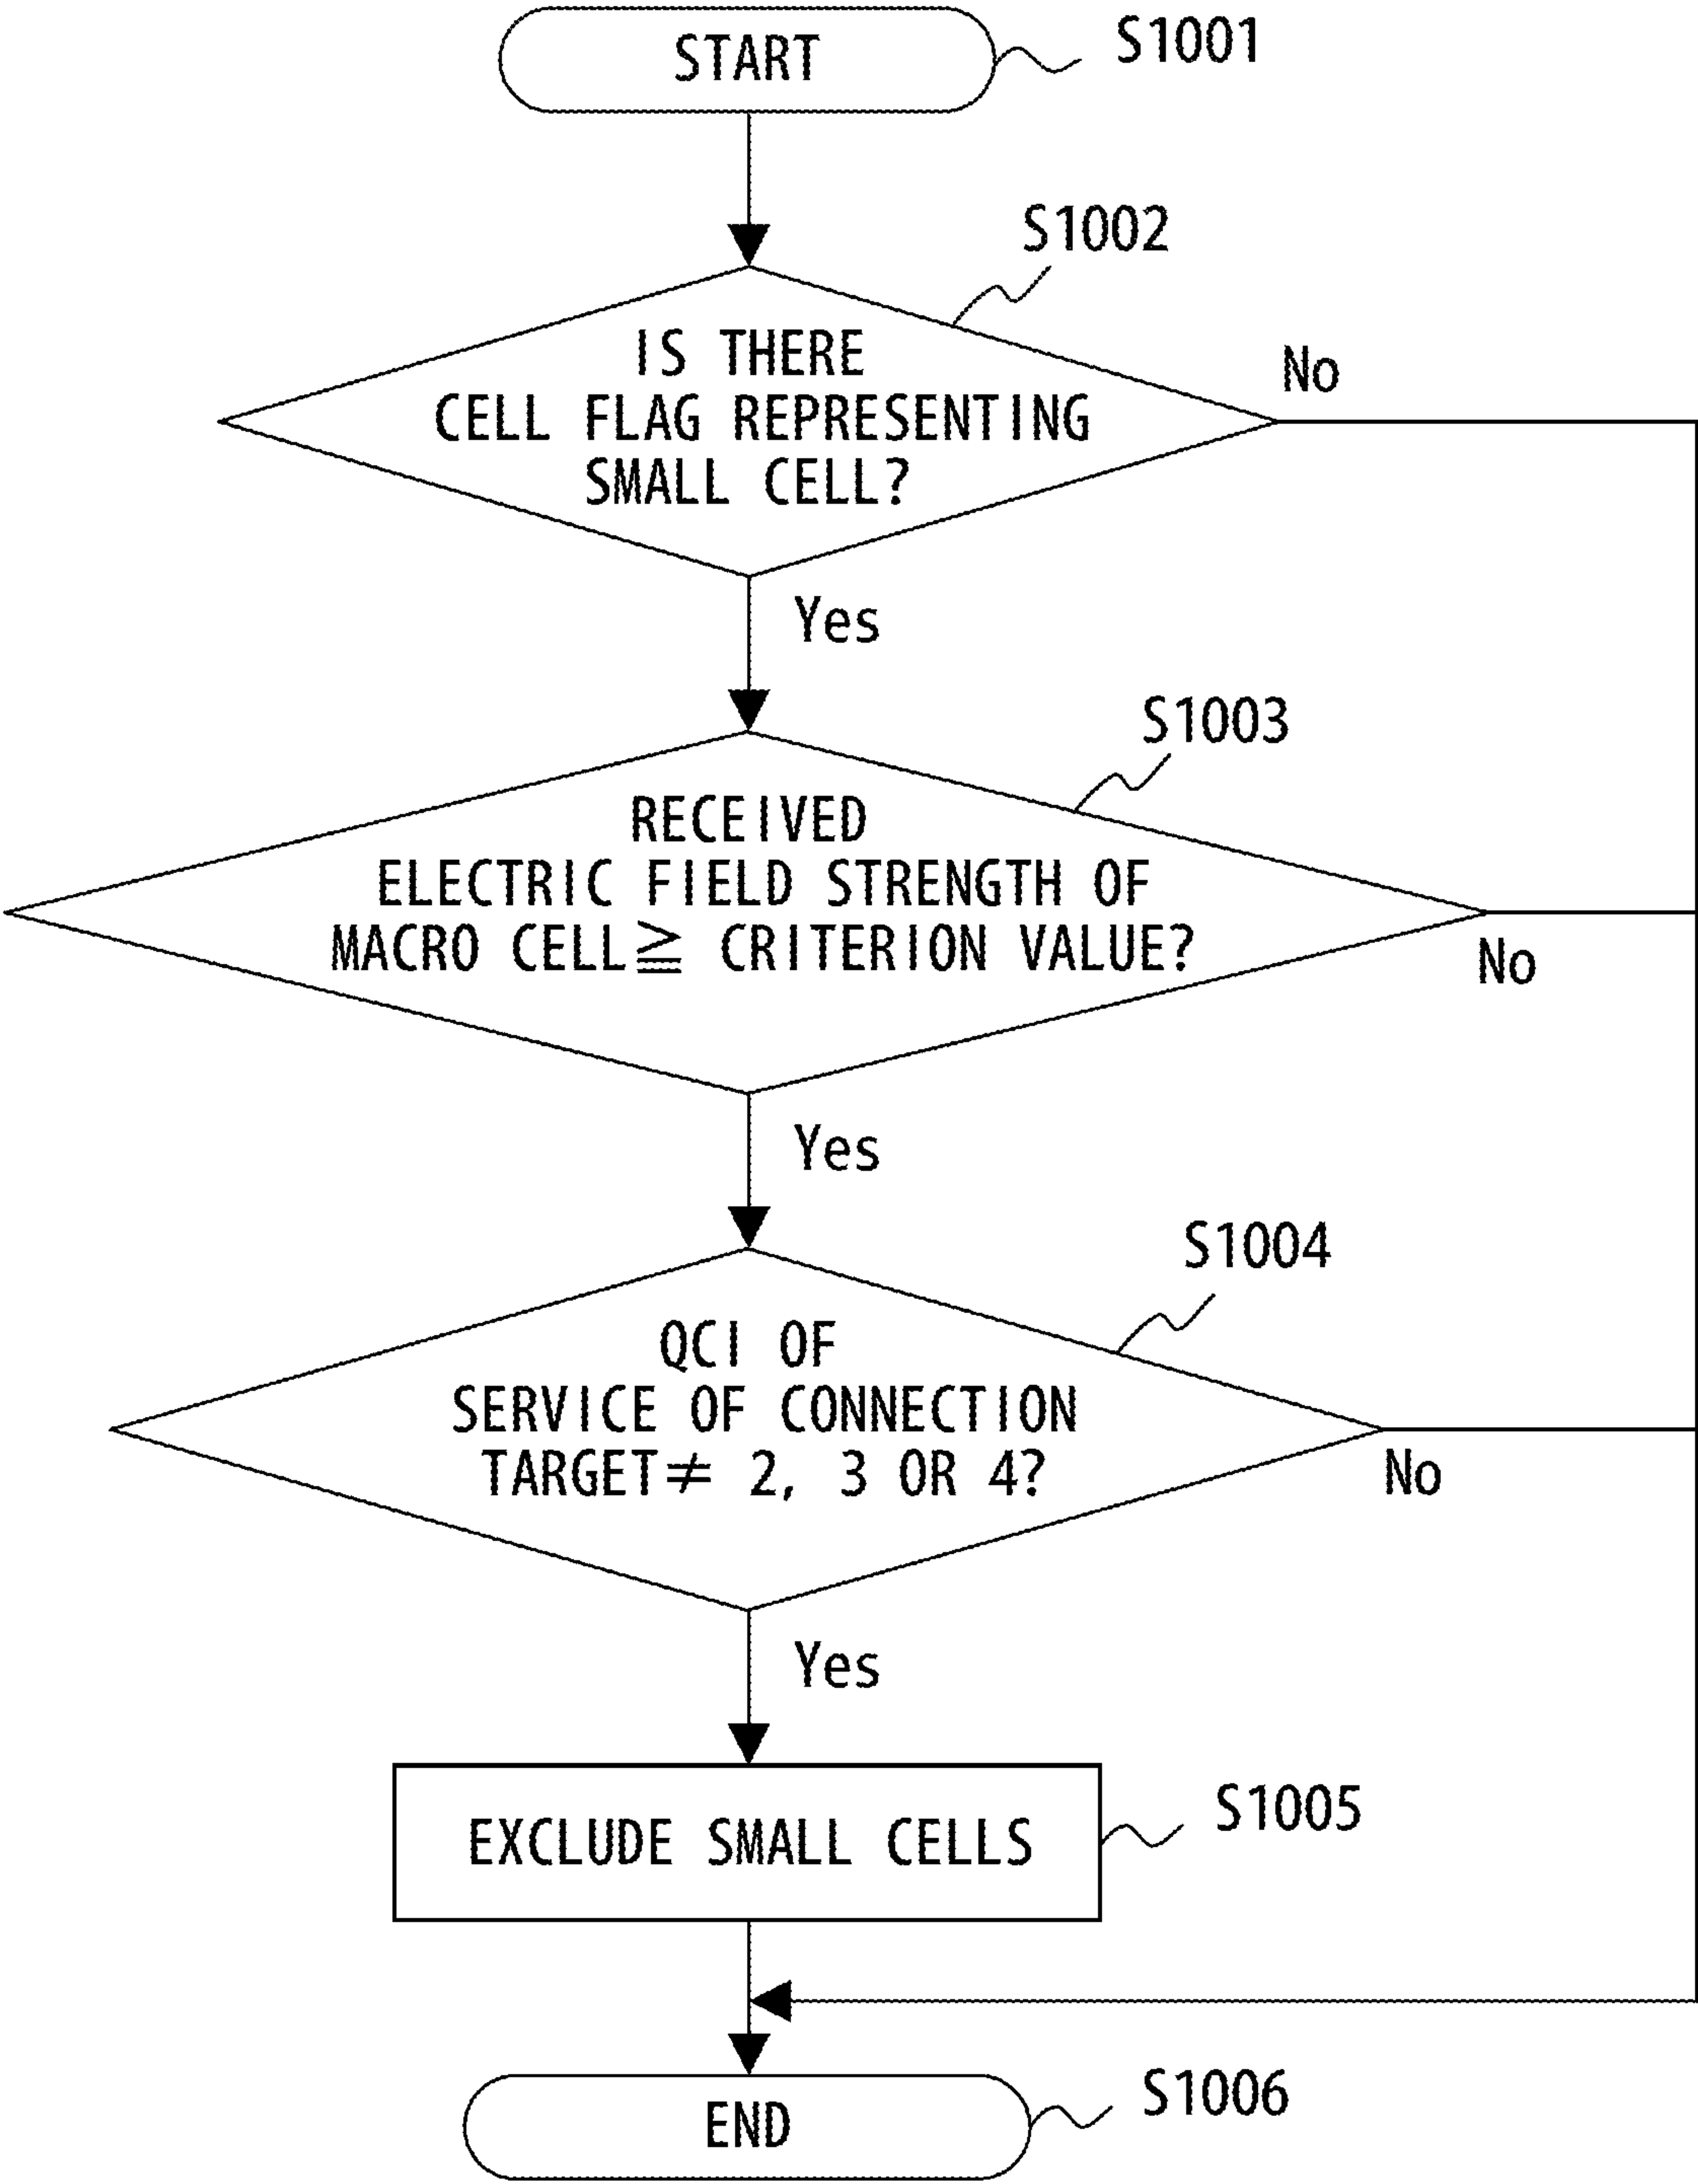 START
S1001
S1002
IS THERE
CELL FLAG REPRESENTING
SMALL CELL?
No
Yes
S1003
RECEIVED
ELECTRIC FIELD STRENGTH OF
MACRO CELL≧ CRITERION VALUE?
No
Yes
S1004
QCI OF
SERVICE OF CONNECTION
TARGET≠ 2, 3 OR 4?
No
Yes
EXCLUDE SMALL CELLS
S1005
END
S1006